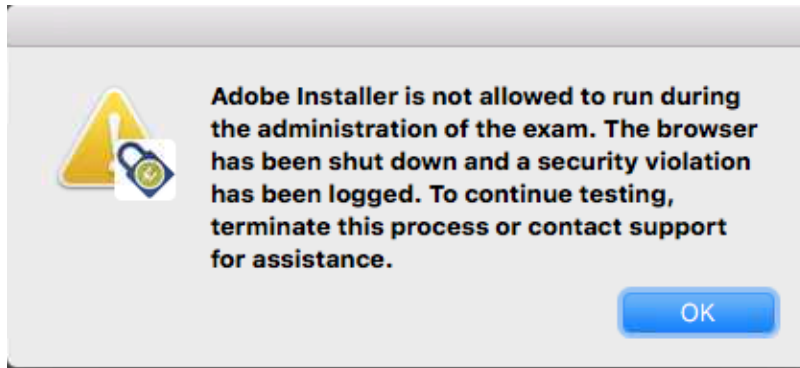 Adobe Installer is not allowed to run during
the administration of the exam. The browser
has been shut down and a security violation
has been logged. To continue testing,
terminate this process or contact support
for assistance.
OK